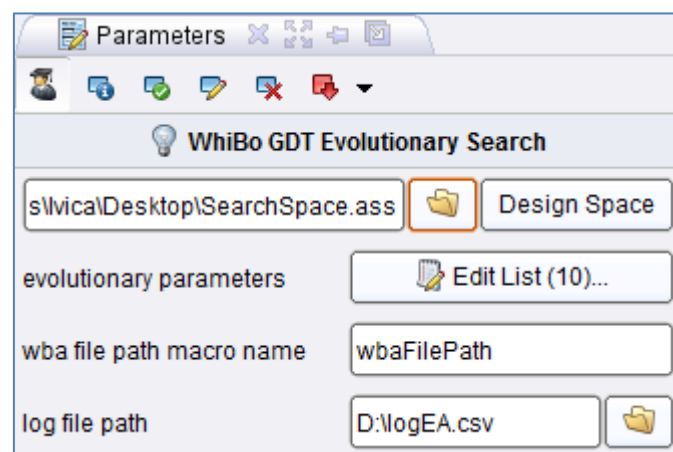 Parameters
WhiBo GDT Evolutionary Search
s\Ivica\Desktop\SearchSpace.ass Design Space
evolutionary parameters Edit List (10)...
wba file path macro name wbaFilePath
log file path D:\logEA.csv